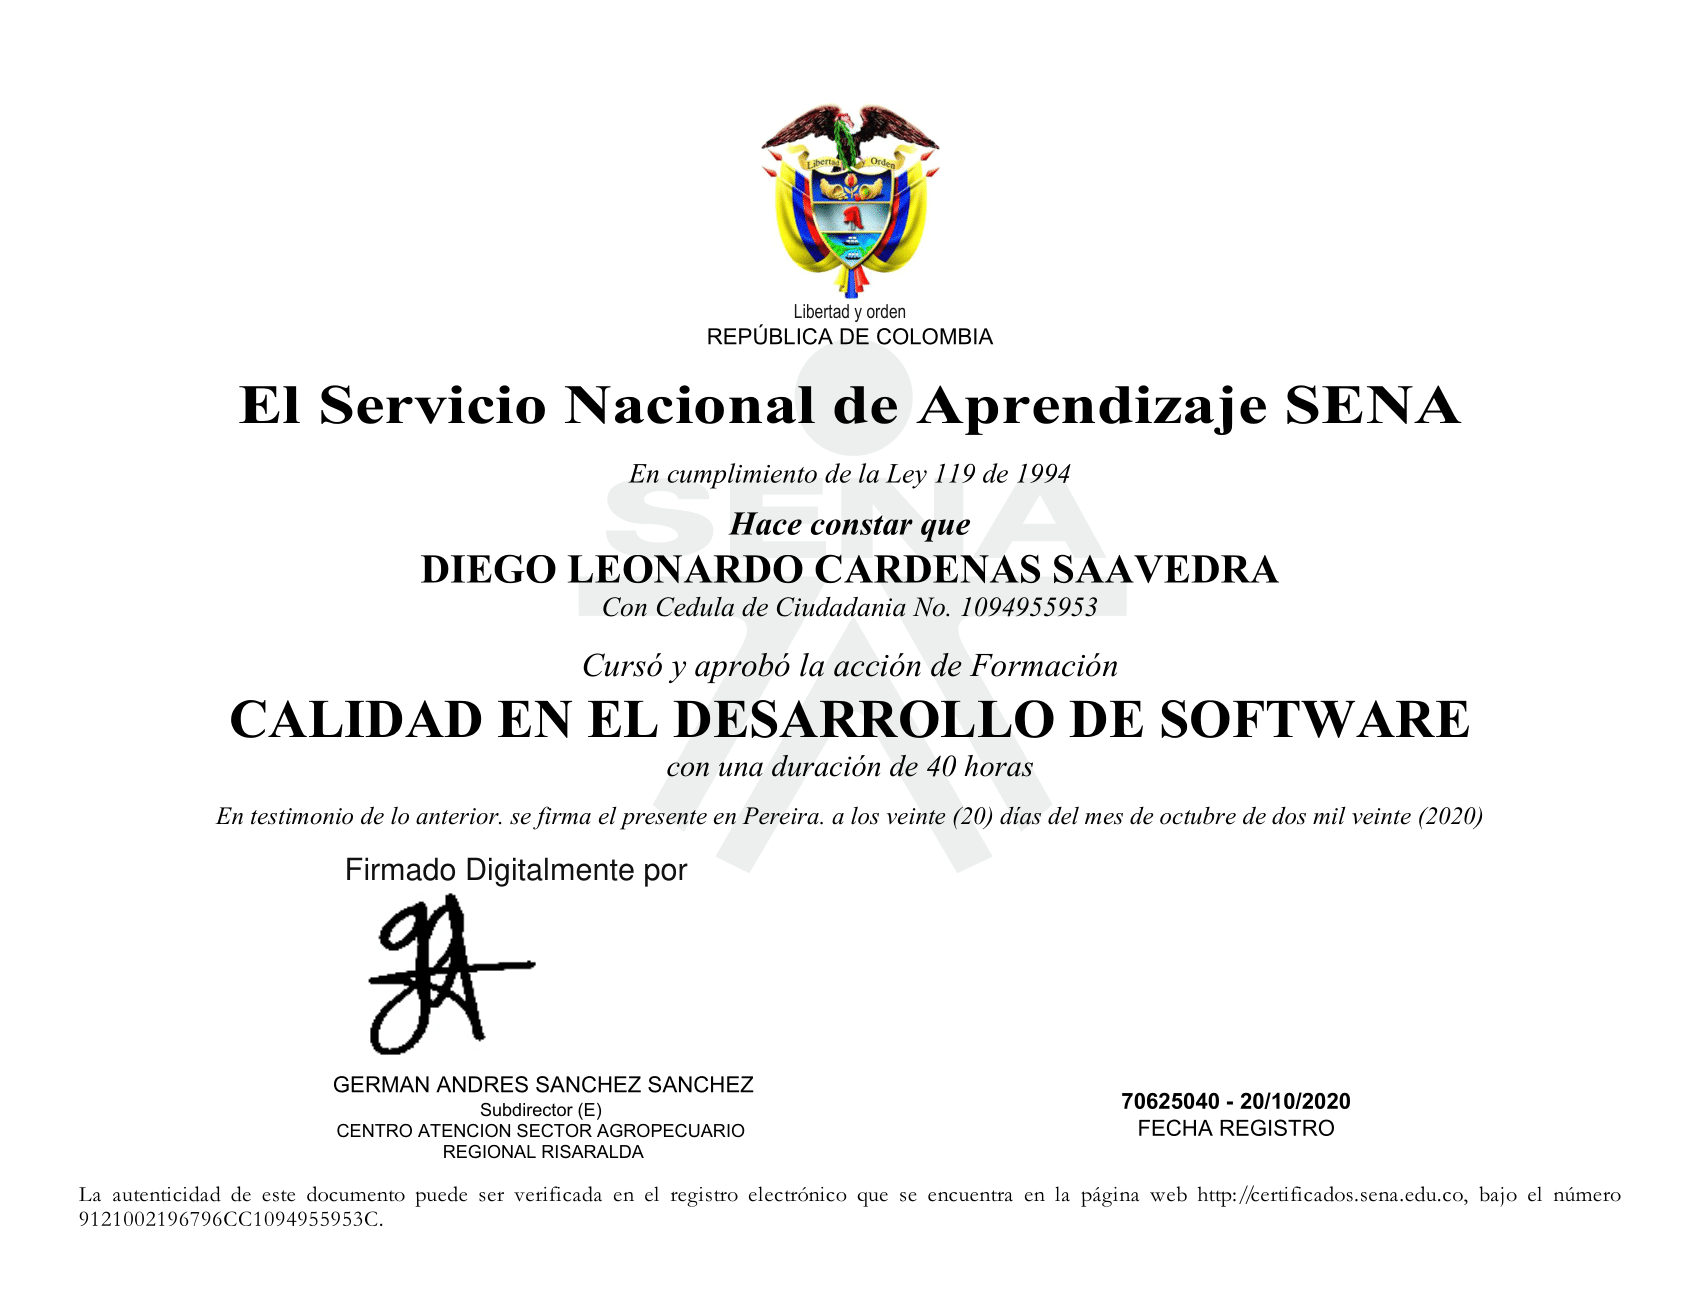 Libertad y Orden
Libertad y orden
REPÚBLICA DE COLOMBIA
El Servicio Nacional de Aprendizaje SENA
En cumplimiento de la Ley 119 de 1994
SENA
Hace constar que
DIEGO LEONARDO CARDENAS SAAVEDRA
Con Cedula de Ciudadania No. 1094955953
Cursó y aprobó la acción de Formación
CALIDAD EN EL DESARROLLO DE SOFTWARE
con una duración de 40 horas
En testimonio de lo anterior. se firma el presente en Pereira. a los veinte (20) días del mes de octubre de dos mil veinte (2020)
Firmado Digitalmente por
GERMAN ANDRES SANCHEZ SANCHEZ
Subdirector (E)
CENTRO ATENCION SECTOR AGROPECUARIO
REGIONAL RISARALDA
70625040 - 20/10/2020
FECHA REGISTRO
La autenticidad de este documento puede ser verificada en el registro electrónico que se encuentra en la página web http://certificados.sena.edu.co, bajo el número
9121002196796CC1094955953C.